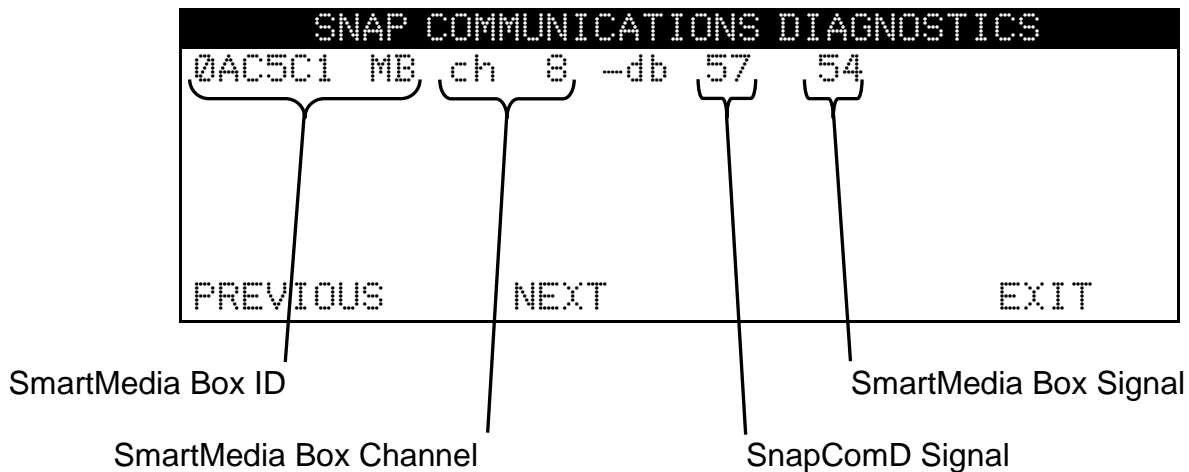 SNAP COMMUNICATIONS DIAGNOSTICS
0AC5C1 MB ch 8 -db 57 54
PREVIOUS NEXT EXIT
SmartMedia Box ID SmartMedia Box Signal
SmartMedia Box Channel SnapComD Signal